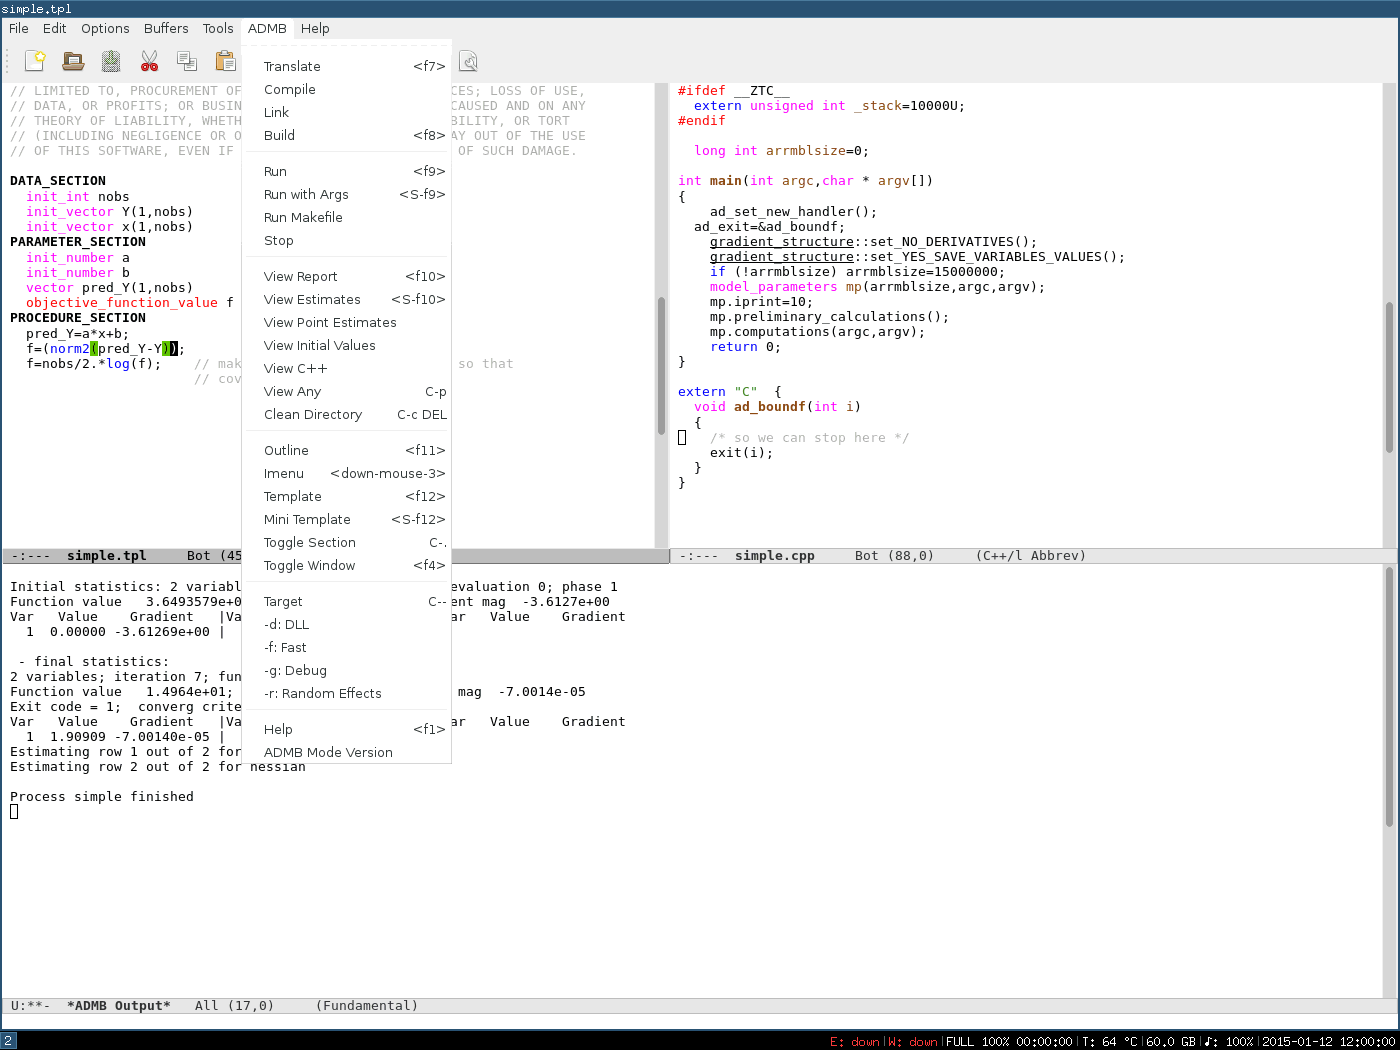 simple.tpl
File Edit Options Buffers Tools ADMB Help
// LIMITED TO, PROCUREMENT OF
// DATA, OR PROFITS; OR BUSIN
// THEORY OF LIABILITY, WHETH
// (INCLUDING NEGLIGENCE OR O
// OF THIS SOFTWARE, EVEN IF
CES; LOSS OF USE,
CAUSED AND ON ANY
BILITY, OR TORT
AY OUT OF THE USE
OF SUCH DAMAGE.
DATA_SECTION
init_int nobs
init_vector Y(1,nobs)
init_vector x(1,nobs)
PARAMETER_SECTION
init_number a
init_number b
vector pred_Y(1,nobs)
objective_function_value f
PROCEDURE_SECTION
pred_Y=a*x+b;
f=(norm2(pred_Y-Y));
f=nobs/2.*log(f);    // mak
so that
// cov
-:---  simple.tpl     Bot (45
Translate <f7>
Compile
Link
Build <f8>
Run <f9>
Run with Args <S-f9>
Run Makefile
Stop
View Report <f10>
View Estimates <S-f10>
View Point Estimates
View Initial Values
View C++
View Any C-p
Clean Directory C-c DEL
Outline <f11>
Imenu <down-mouse-3>
Template <f12>
Mini Template <S-f12>
Toggle Section C-.
Toggle Window <f4>
Target C--
-d: DLL
-f: Fast
-g: Debug
-r: Random Effects
Help <f1>
ADMB Mode Version
#ifdef __ZTC__
extern unsigned int _stack=10000U;
#endif
long int arrmblsize=0;
int main(int argc,char * argv[])
{
ad_set_new_handler();
ad_exit=&ad_boundf;
gradient_structure::set_NO_DERIVATIVES();
gradient_structure::set_YES_SAVE_VARIABLES_VALUES();
if (!arrmblsize) arrmblsize=15000000;
model_parameters mp(arrmblsize,argc,argv);
mp.iprint=10;
mp.preliminary_calculations();
mp.computations(argc,argv);
return 0;
}
extern "C"  {
void ad_boundf(int i)
{
/* so we can stop here */
exit(i);
}
}
-:---  simple.cpp     Bot (88,0)     (C++/l Abbrev)
Initial statistics: 2 variabl
evaluation 0; phase 1
Function value   3.6493579e+0
ent mag  -3.6127e+00
Var   Value    Gradient   |Va
ar   Value    Gradient
1  0.00000 -3.61269e+00 |
- final statistics:
2 variables; iteration 7; fun
Function value   1.4964e+01;
mag  -7.0014e-05
Exit code = 1;  converg crite
Var   Value    Gradient   |Va
ar   Value    Gradient
1  1.90909 -7.00140e-05 |
Estimating row 1 out of 2 for
Estimating row 2 out of 2 for hessian
Process simple finished
U:**-  *ADMB Output*   All (17,0)     (Fundamental)
2 E: down|W: down|FULL 100% 00:00:00|T: 64 °C|60.0 GB|♪: 100%|2015-01-12 12:00:00